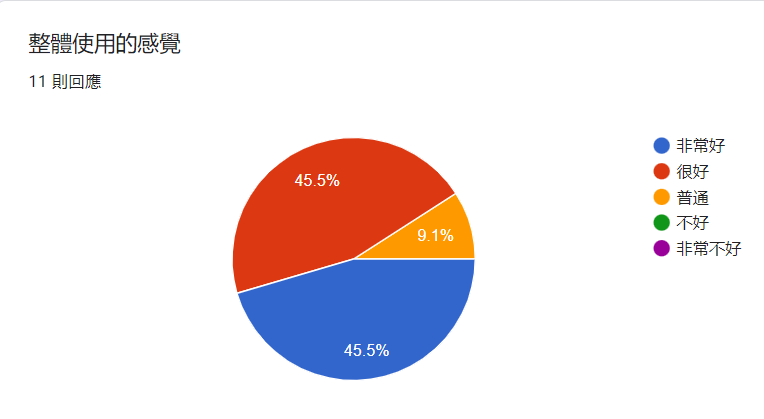 整體使用的感覺
11 則回應
非常好
很好
普通
不好
非常不好
45.5%
9.1%
45.5%